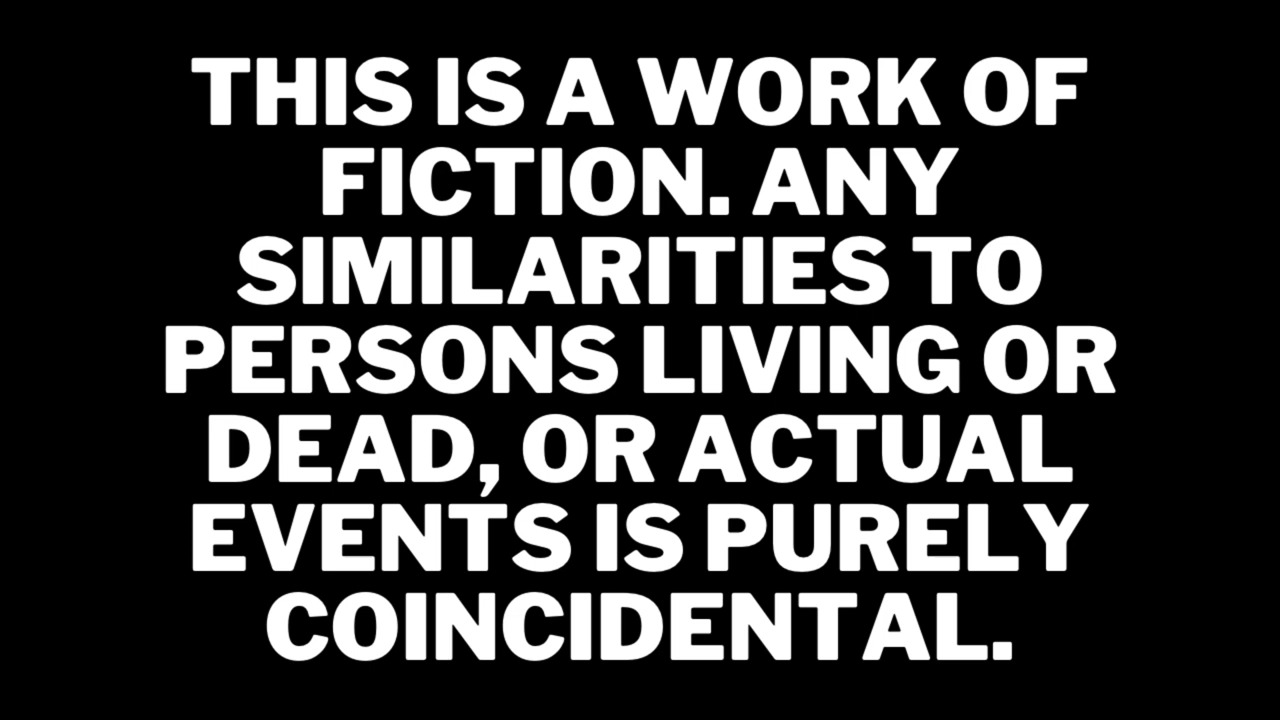 THIS IS A WORK OF
FICTION. ANY
SIMILARITIES TO
PERSONS LIVING OR
DEAD, OR ACTUAL
EVENTS IS PURELY
COINCIDENTAL.